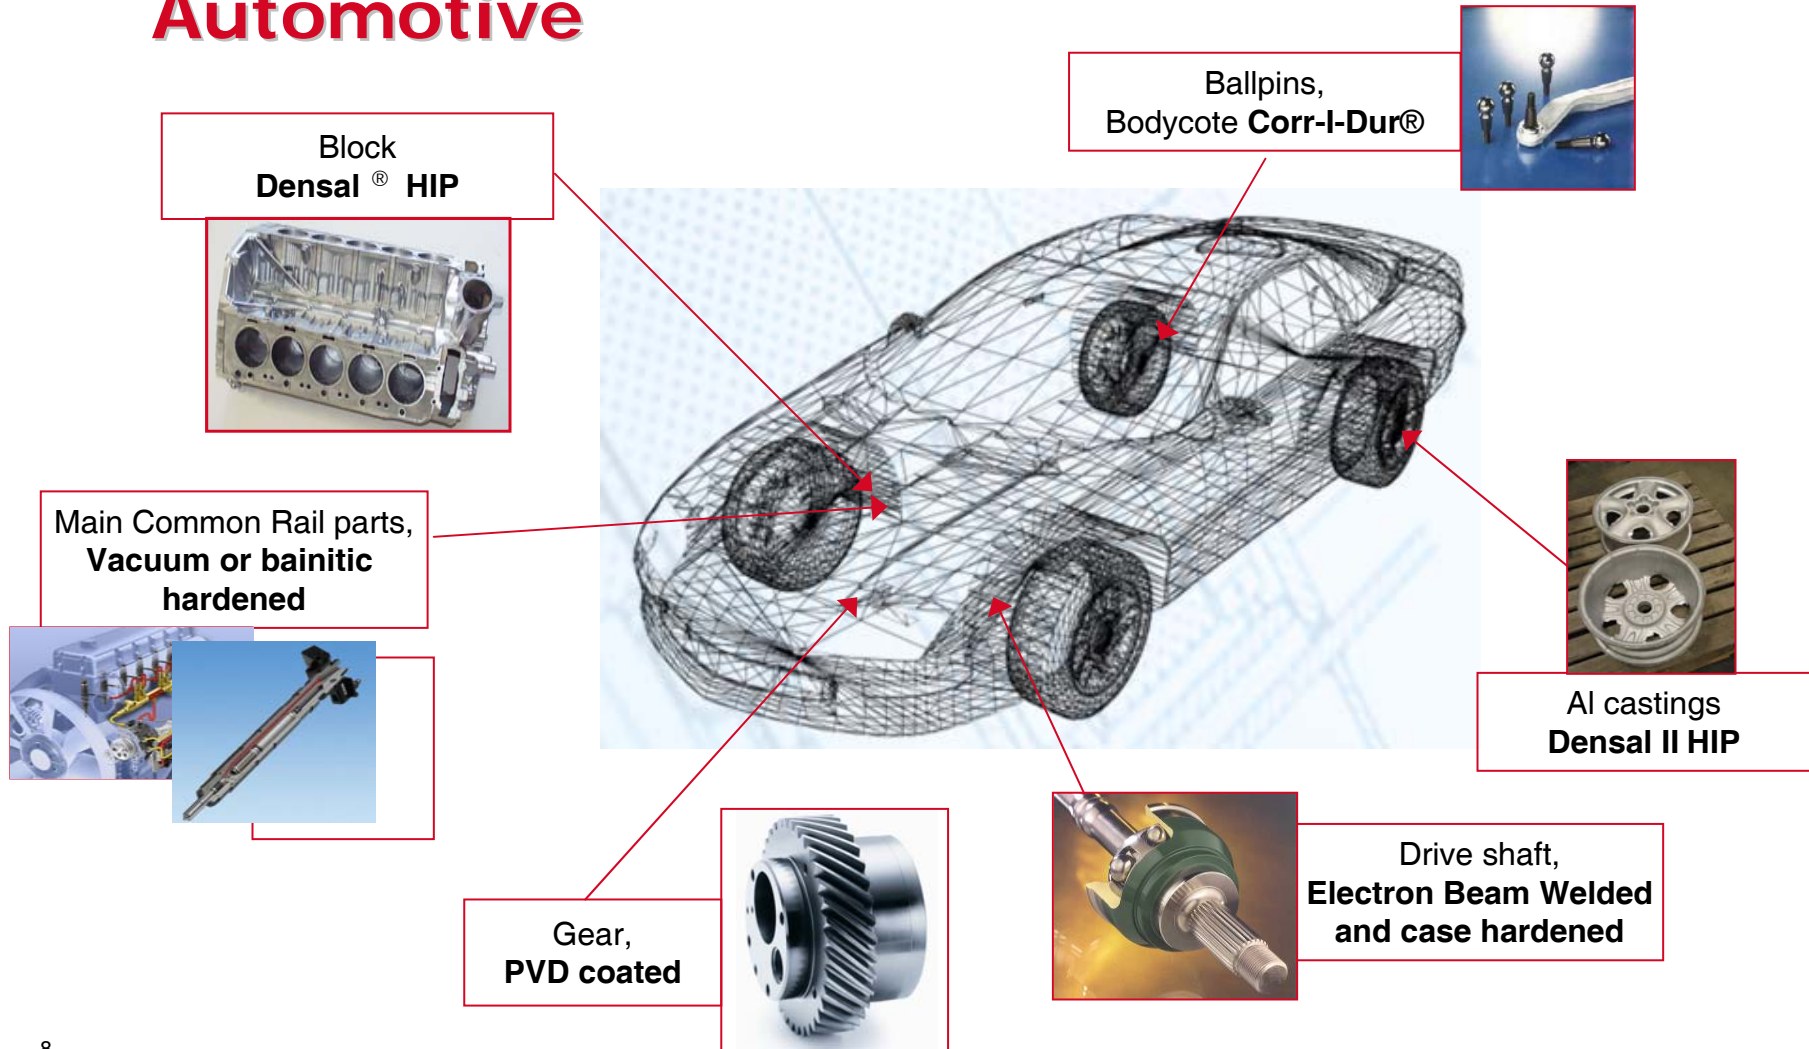 Automotive
Ballpins,
Bodycote Corr-I-Dur®
Block
Densal ® HIP
Main Common Rail parts,
Vacuum or bainitic
hardened
Al castings
Densal II HIP
Drive shaft,
Electron Beam Welded
and case hardened
Gear,
PVD coated
8